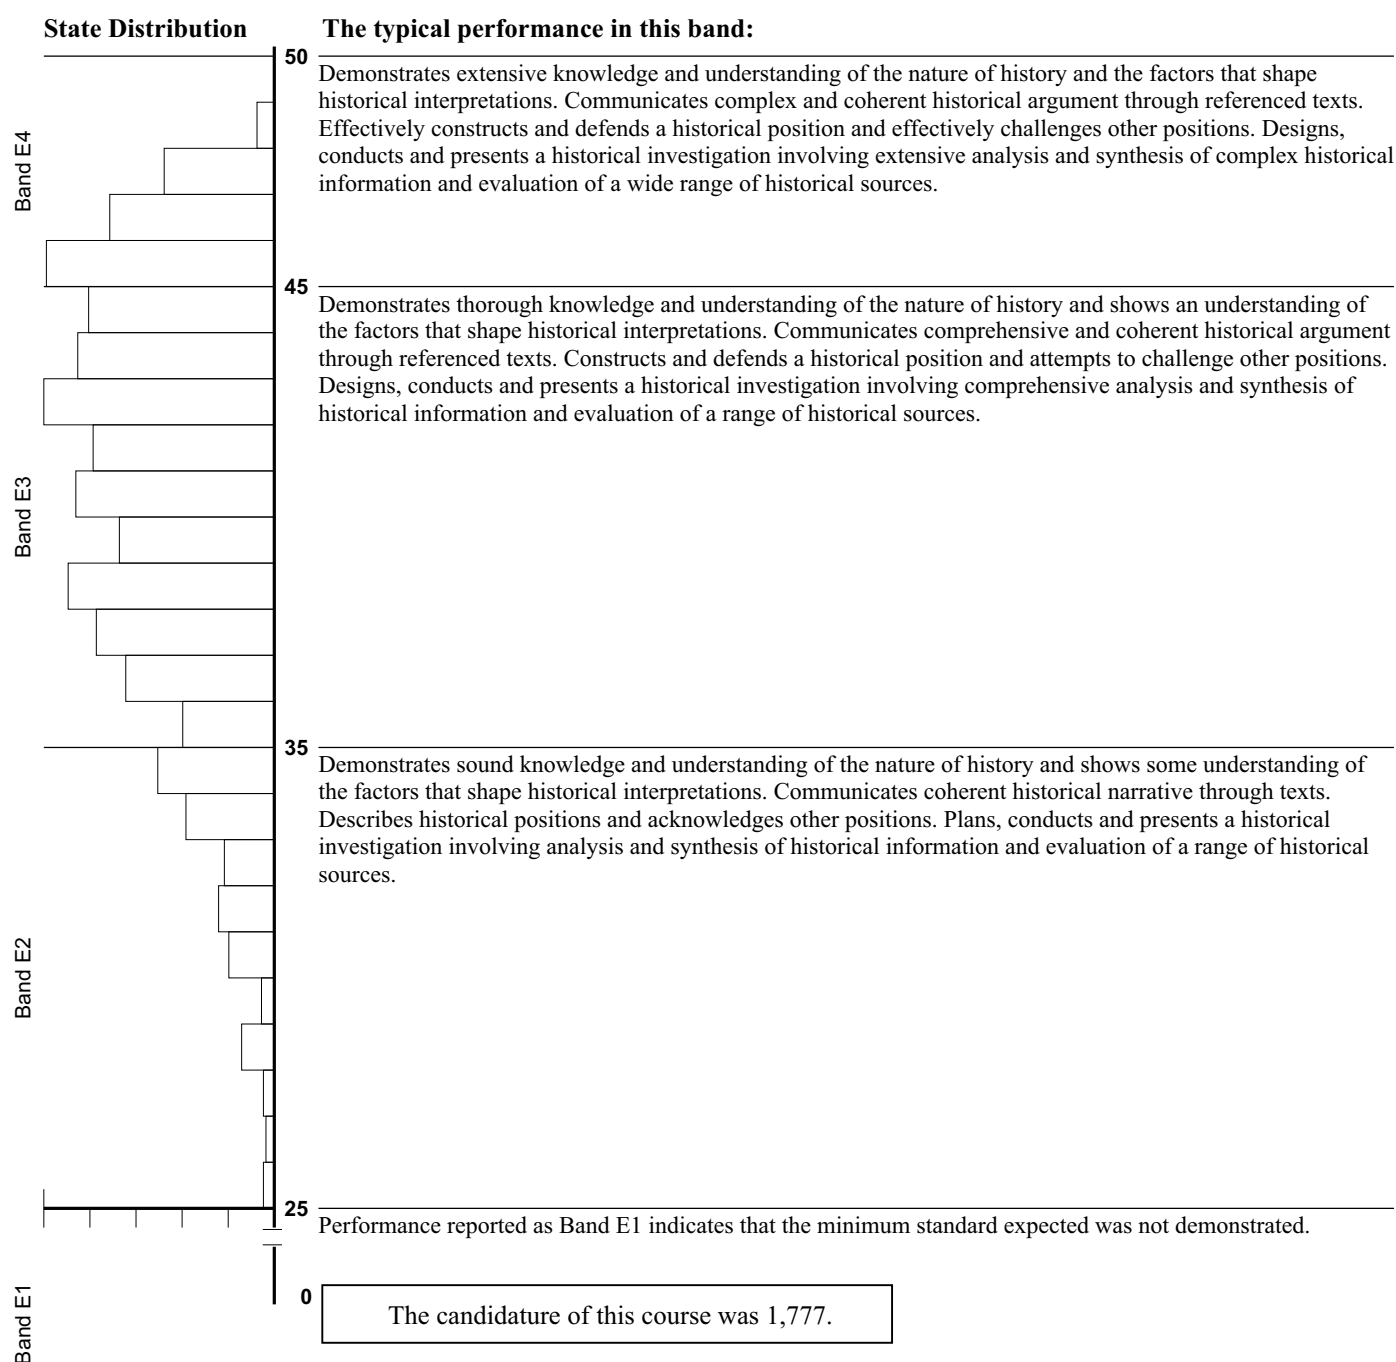 State Distribution
The typical performance in this band:
50
Demonstrates extensive knowledge and understanding of the nature of history and the factors that shape
historical interpretations. Communicates complex and coherent historical argument through referenced texts.
Effectively constructs and defends a historical position and effectively challenges other positions. Designs,
conducts and presents a historical investigation involving extensive analysis and synthesis of complex historical
information and evaluation of a wide range of historical sources.
Band E4
45
Demonstrates thorough knowledge and understanding of the nature of history and shows an understanding of
the factors that shape historical interpretations. Communicates comprehensive and coherent historical argument
through referenced texts. Constructs and defends a historical position and attempts to challenge other positions.
Designs, conducts and presents a historical investigation involving comprehensive analysis and synthesis of
historical information and evaluation of a range of historical sources.
Band E3
35
Demonstrates sound knowledge and understanding of the nature of history and shows some understanding of
the factors that shape historical interpretations. Communicates coherent historical narrative through texts.
Describes historical positions and acknowledges other positions. Plans, conducts and presents a historical
investigation involving analysis and synthesis of historical information and evaluation of a range of historical
sources.
Band E2
25
Performance reported as Band E1 indicates that the minimum standard expected was not demonstrated.
0
The candidature of this course was 1,777.
Band E1